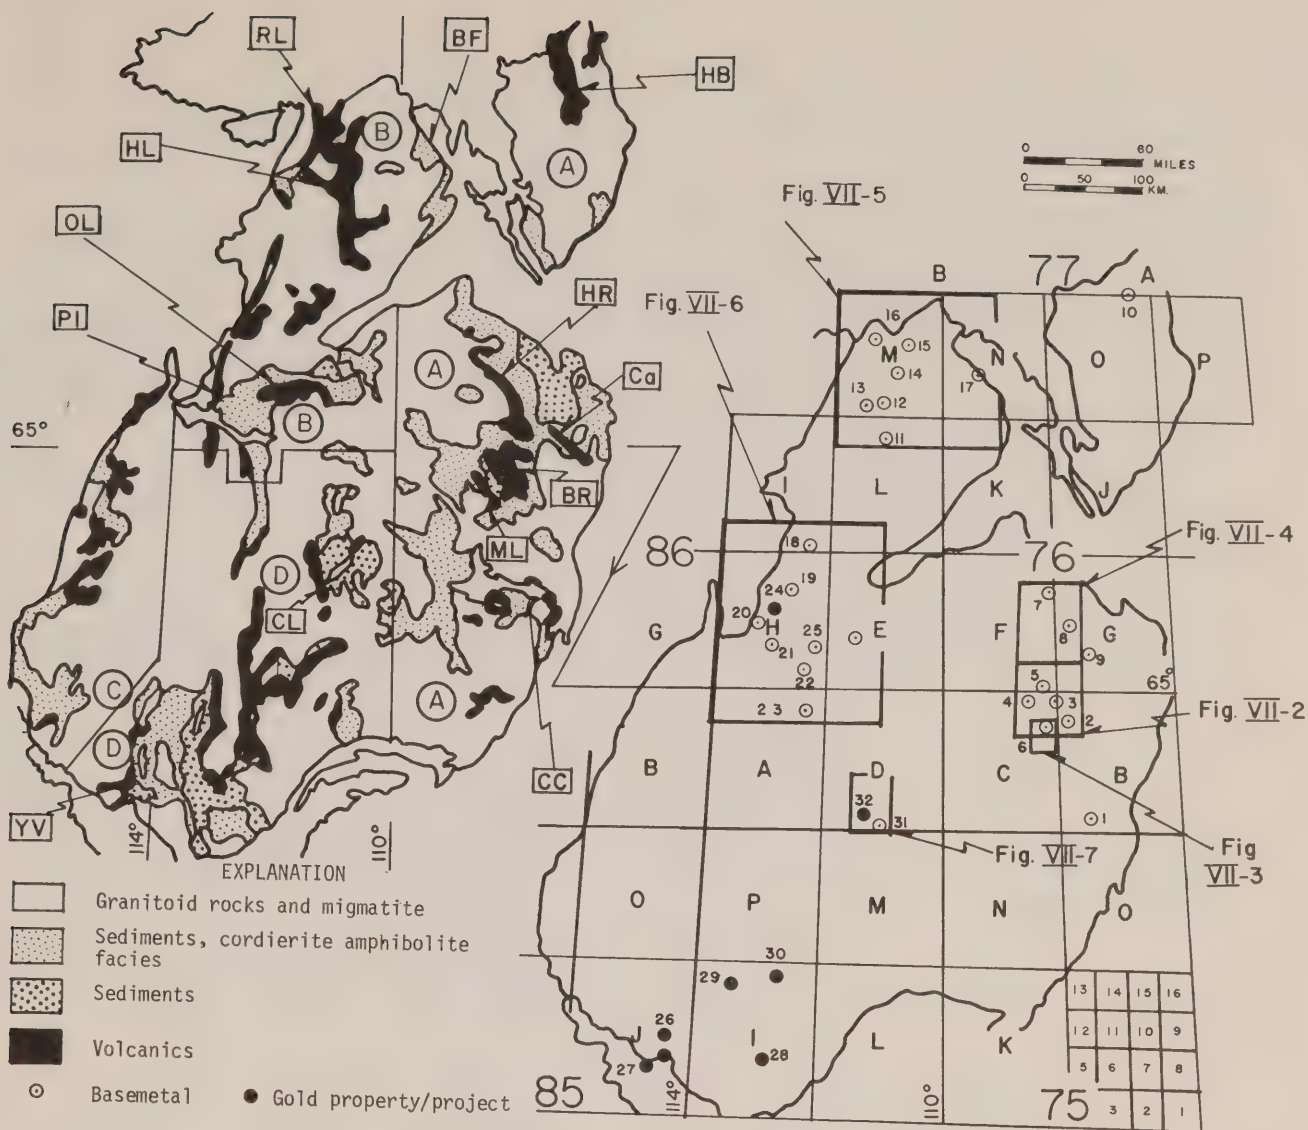 RL
BF
HB
HL
B
A
OL
PI
HR
Ca
A
B
65°
BR
ML
D
CL
C
D
A
CC
YV
114°
110°
EXPLANATION
Granitoid rocks and migmatite
Sediments, cordierite amphibolite
facies
Sediments
Volcanics
Basemetal
Gold property/project
0 60
MILES
0 50 100
KM.
Fig. VII-5
Fig. VII-6
B
77
A
10
16
M
15
N
O
P
14
17
13
12
11
I
L
K
J
Fig. VII-4
86
18
76
19
24
20
G
H
25
E
F
7
G
21
8
9
22
5
65°
23
4
3
2
Fig. VII-2
6
B
A
D
C
B
32
31
1
Fig. VII-7
Fig
VII-3
O
P
M
N
O
29
30
J
26
27
I
28
L
K
13 14 15 16
12 11 10 9
5 6 7 8
3 2 1
85
114°
110°
75